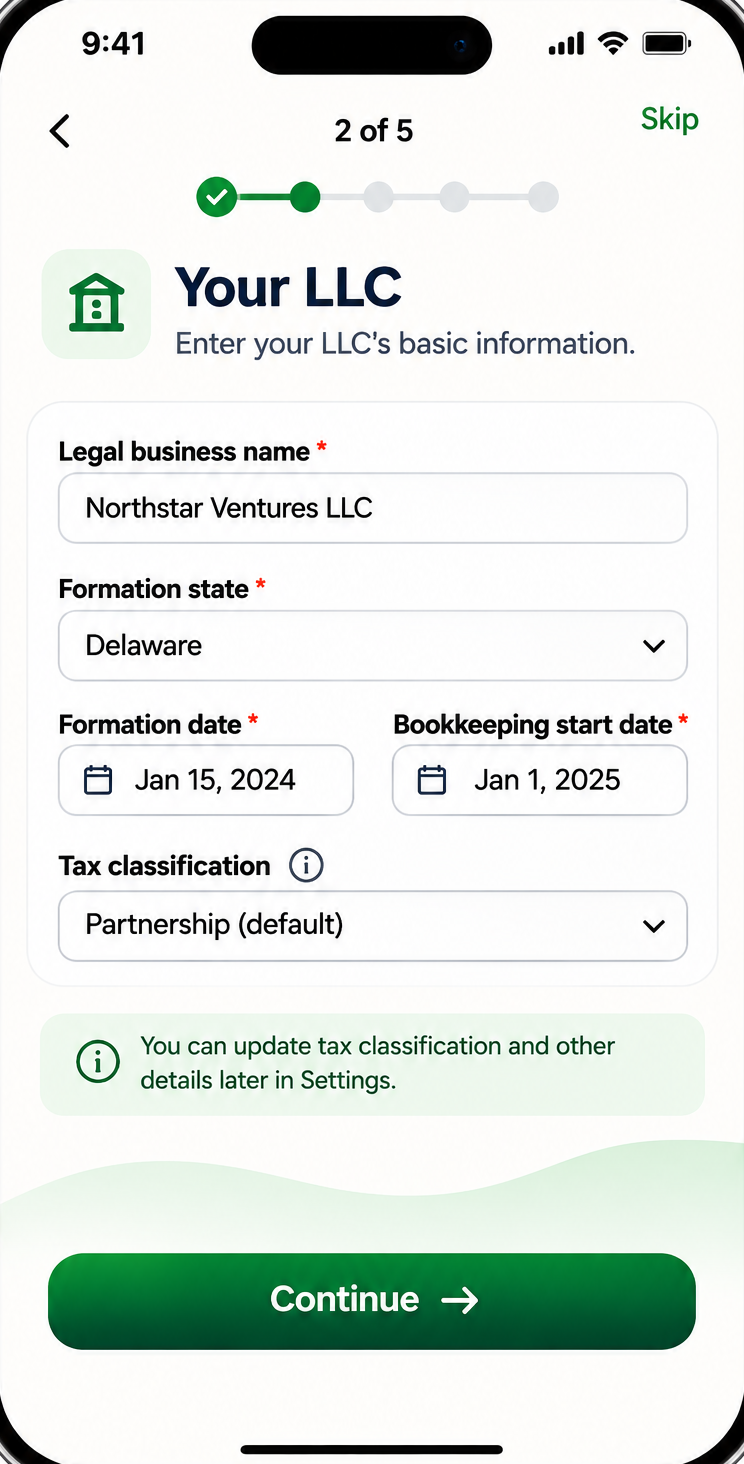 9:41
2 of 5
Skip
Your LLC
Enter your LLC’s basic information.
Legal business name *
Northstar Ventures LLC
Formation state *
Delaware
Formation date *
Bookkeeping start date *
Jan 15, 2024
Jan 1, 2025
Tax classification
Partnership (default)
You can update tax classification and other
details later in Settings.
Continue